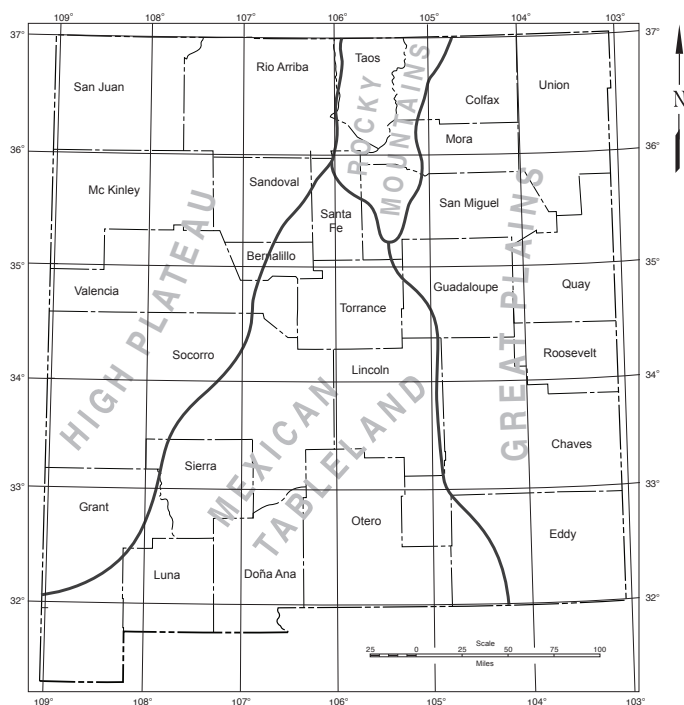 109° 108° 107° 106° 105° 104° 103°
37° 37°
Taos
Rio Arriba
San Juan Union
Colfax
N
ROCKY MOUNTAINS
Mora
36° 36°
Mc Kinley Sandoval
San Miguel
Santa
Fe
HIGH PLATEAU
Bernalillo
35° 35°
Valencia Guadaloupe Quay
Torrance
GREAT PLAINS
Socorro Roosevelt
Lincoln
34° 34°
MEXICAN
TABLELAND
Chaves
Sierra
33° 33°
Grant
Otero
Eddy
Luna Doña Ana
32° 32°
Scale
25 0 25 50 75 100
Miles
109° 108° 107° 106° 105° 104° 103°